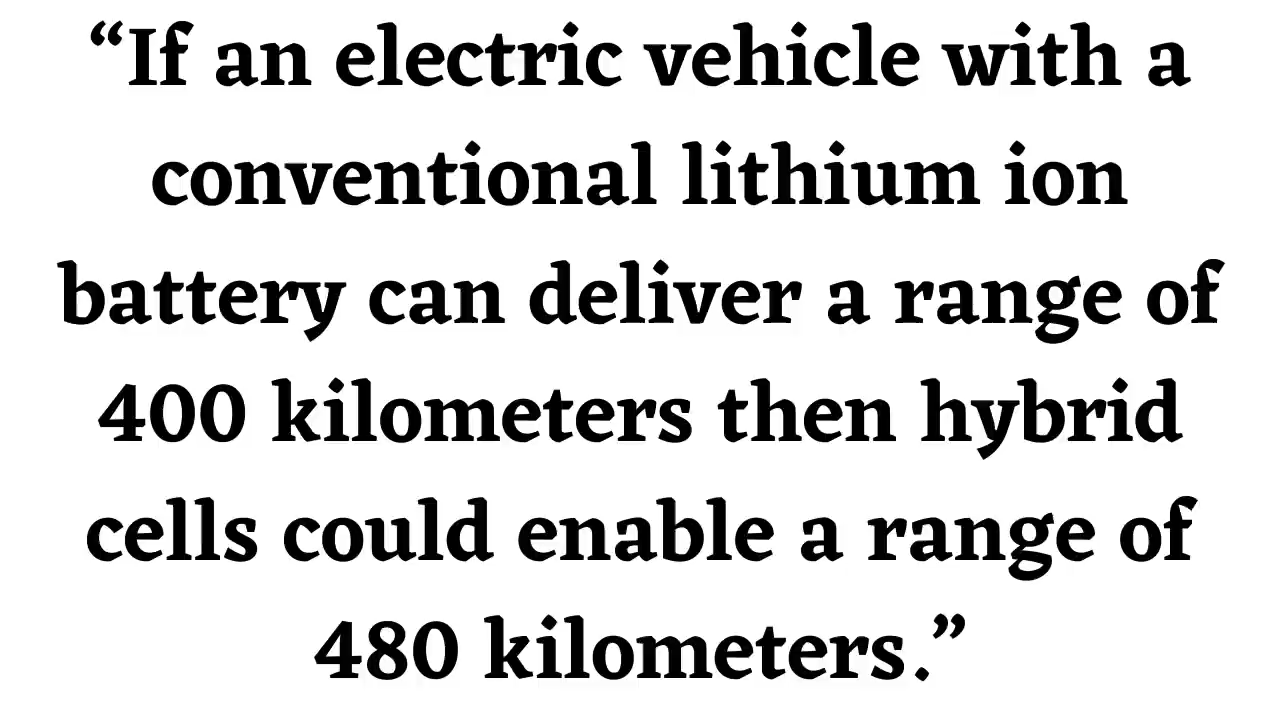 “If an electric vehicle with a
conventional lithium ion
battery can deliver a range of
400 kilometers then hybrid
cells could enable a range of
480 kilometers.”